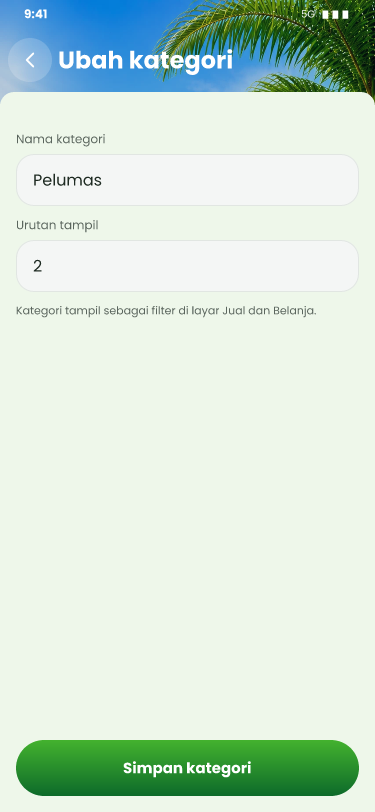 9:41
5G
Ubah kategori
Nama kategori
Pelumas
Urutan tampil
2
Kategori tampil sebagai filter di layar Jual dan Belanja.
Simpan kategori